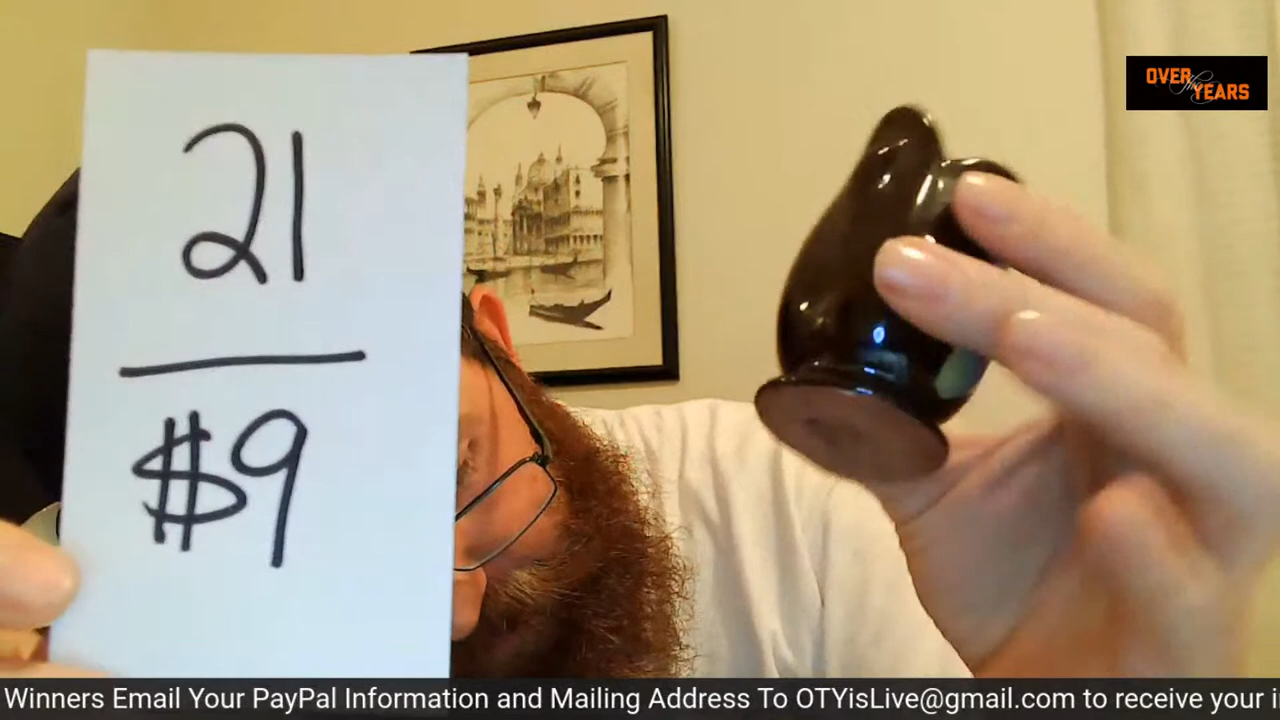 21
$9
OVER
the
YEARS
Winners Email Your PayPal Information and Mailing Address To OTYisLive@gmail.com to receive your i